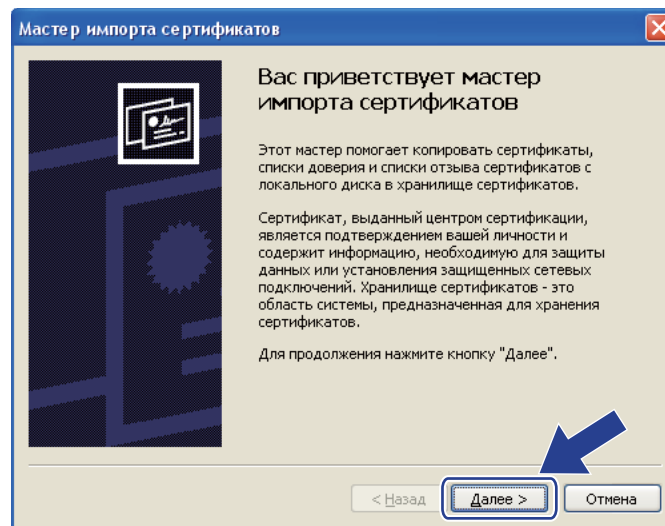 Мастер импорта сертификатов
Вас приветствует мастер
импорта сертификатов
Этот мастер помогает копировать сертификаты,
списки доверия и списки отзыва сертификатов с
локального диска в хранилище сертификатов.
Сертификат, выданный центром сертификации,
является подтверждением вашей личности и
содержит информацию, необходимую для защиты
данных или установления защищенных сетевых
подключений. Хранилище сертификатов - это
область системы, предназначенная для хранения
сертификатов.
Для продолжения нажмите кнопку "Далее".
< Назад Далее > Отмена